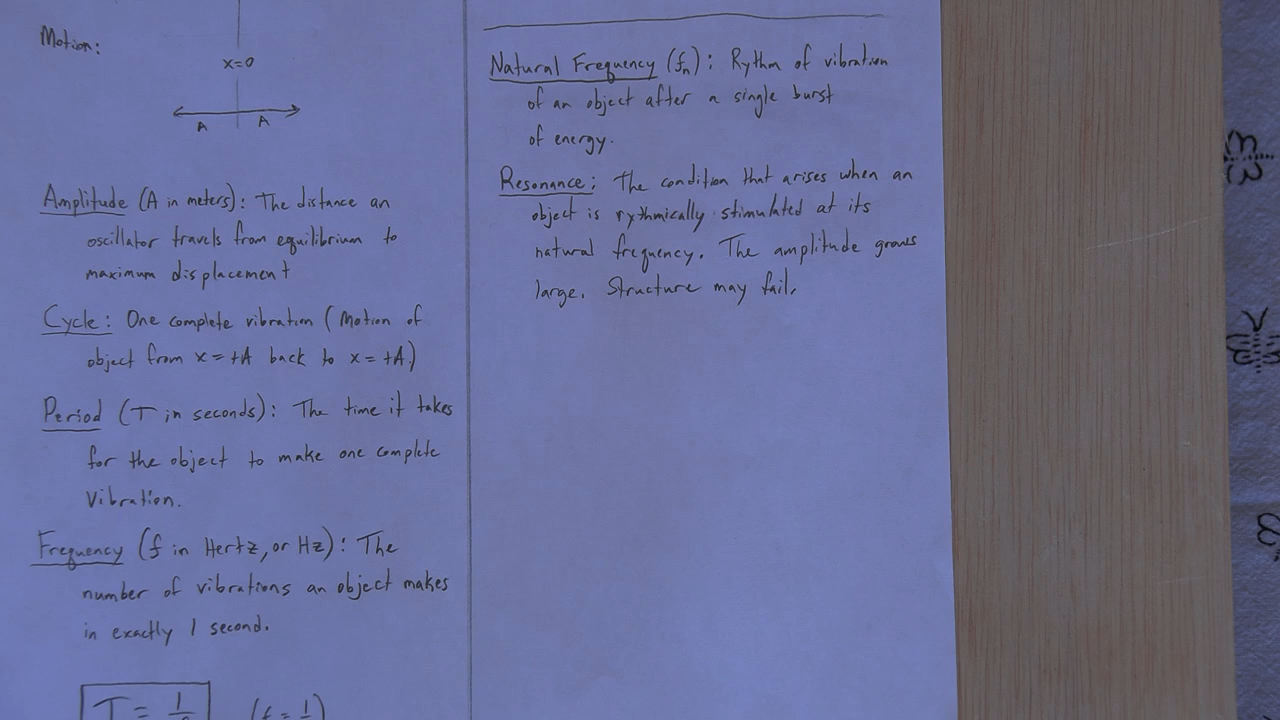 Motion:
x=0
A A
Amplitude (A in meters): The distance an
oscillator travels from equilibrium to
maximum displacement
Cycle: One complete vibration (Motion of
object from x=+A back to x=+A)
Period (T in seconds): The time it takes
for the object to make one complete
vibration.
Frequency (f in Hertz, or Hz): The
number of vibrations an object makes
in exactly 1 second.
T = 1 (f = 1 )
Natural Frequency (fn): Rythm of vibration
of an object after a single burst
of energy.
Resonance: The condition that arises when an
object is rythmically stimulated at its
natural frequency. The amplitude grows
large. Structure may fail.